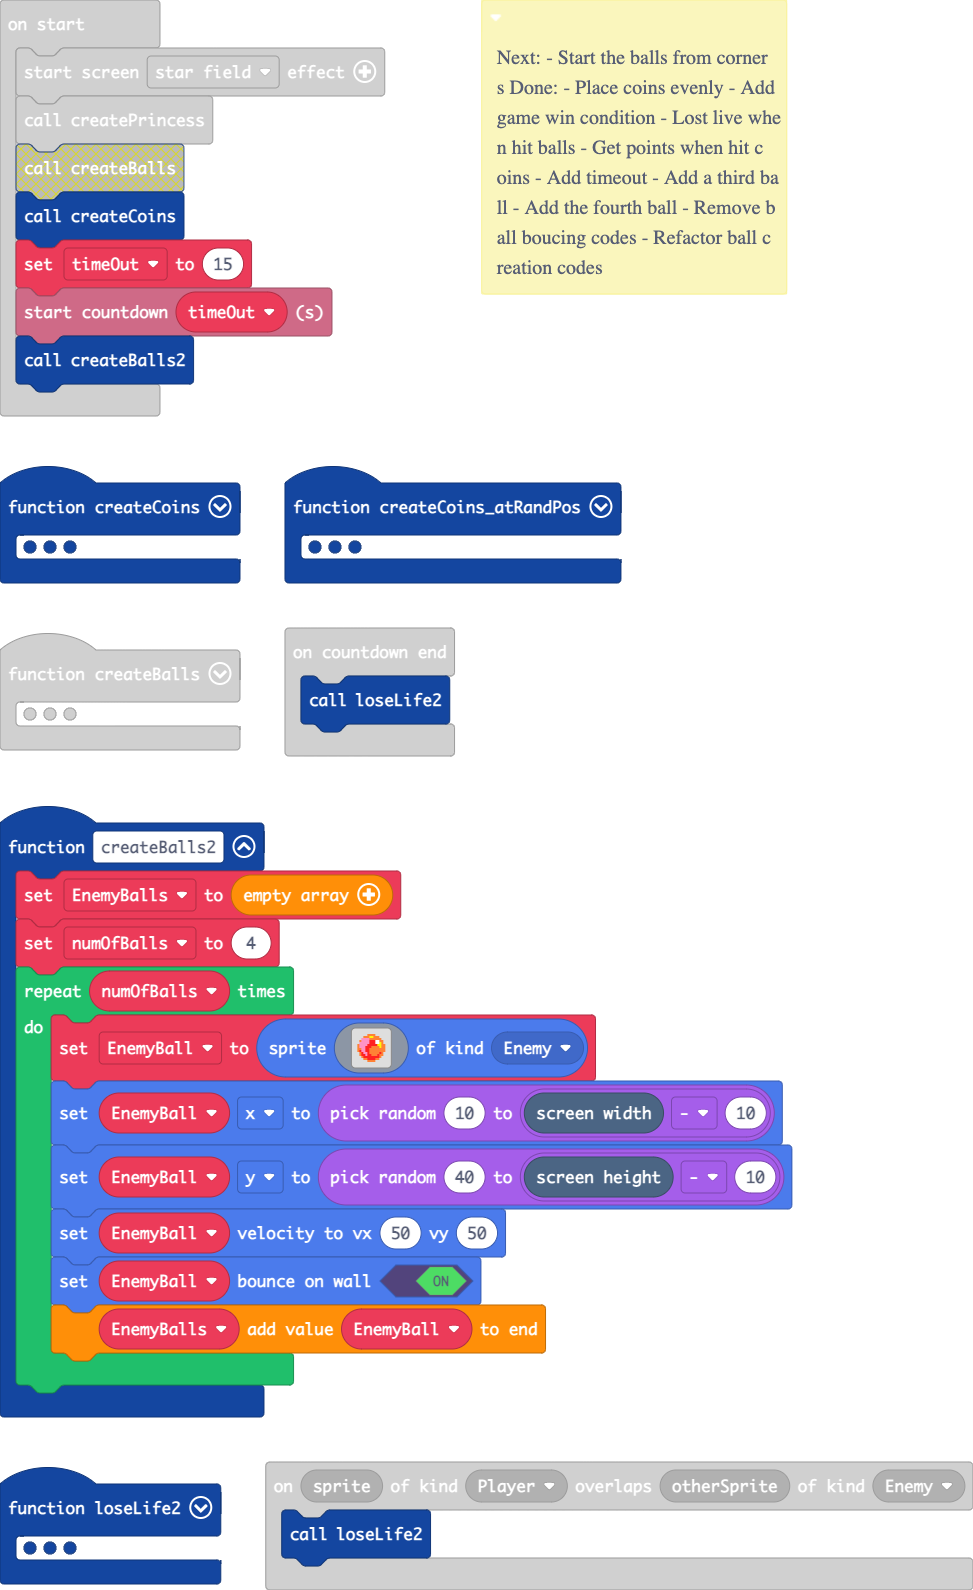 on start
start screen star field effect
call createPrincess
call createBalls
call createCoins
set timeOut to 15
start countdown timeOut (s)
call createBalls2
Next: - Start the balls from corner
s Done: - Place coins evenly - Add
game win condition - Lost live whe
n hit balls - Get points when hit c
oins - Add timeout - Add a third ba
ll - Add the fourth ball - Remove b
all boucing codes - Refactor ball c
reation codes
function createCoins
function createCoins_atRandPos
function createBalls
on countdown end
call loseLife2
function createBalls2
set EnemyBalls to empty array
set numOfBalls to 4
repeat numOfBalls times
do
set EnemyBall to sprite of kind Enemy
set EnemyBall x to pick random 10 to screen width - 10
set EnemyBall y to pick random 40 to screen height - 10
set EnemyBall velocity to vx 50 vy 50
set EnemyBall bounce on wall ON
EnemyBalls add value EnemyBall to end
function loseLife2
on sprite of kind Player overlaps otherSprite of kind Enemy
call loseLife2